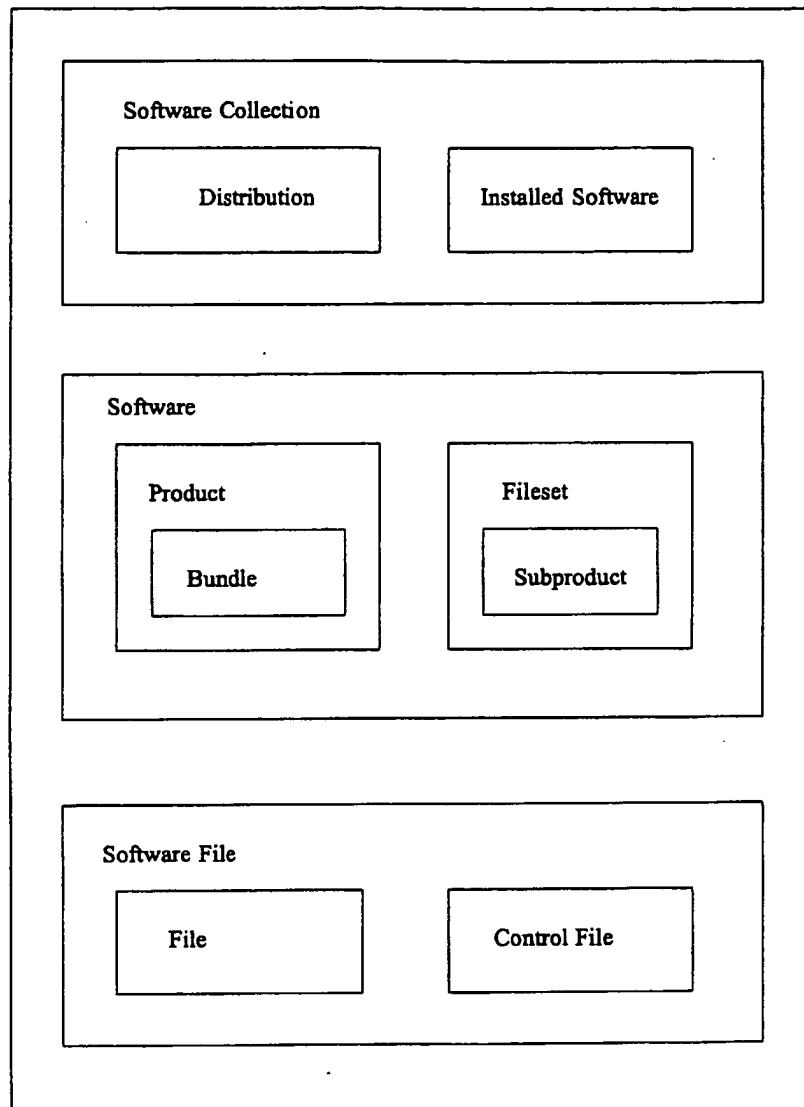 Software Collection
Distribution
Installed Software
Software
Product
Fileset
Bundle
Subproduct
Software File
File
Control File